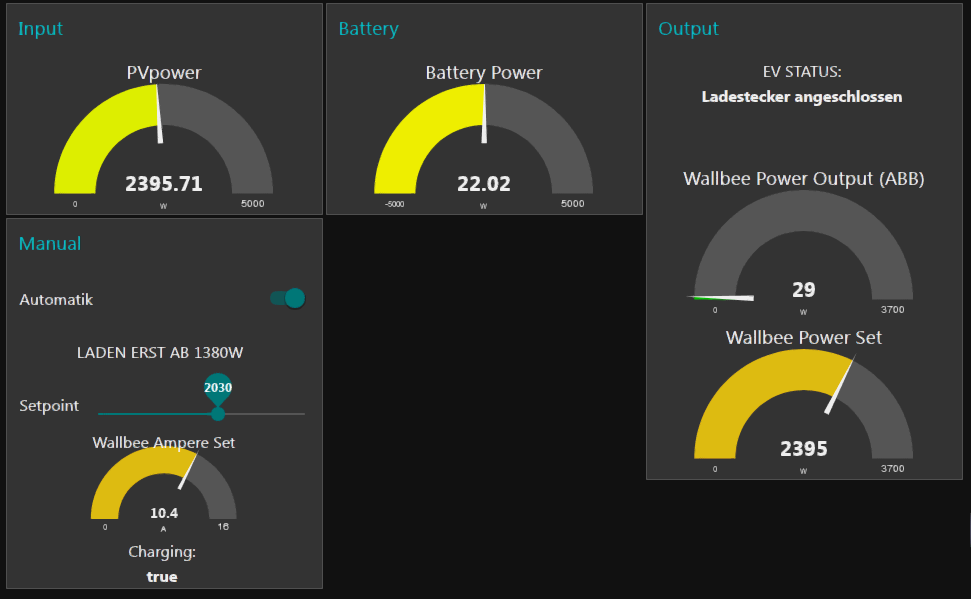 Input
PVpower
2395.71
0
W
5000
Battery
Battery Power
22.02
-5000
W
5000
Output
EV STATUS:
Ladestecker angeschlossen
Wallbee Power Output (ABB)
29
0
W
3700
Wallbee Power Set
2395
0
W
3700
Manual
Automatik
LADEN ERST AB 1380W
2030
Setpoint
Wallbee Ampere Set
10.4
0
A
16
Charging:
true